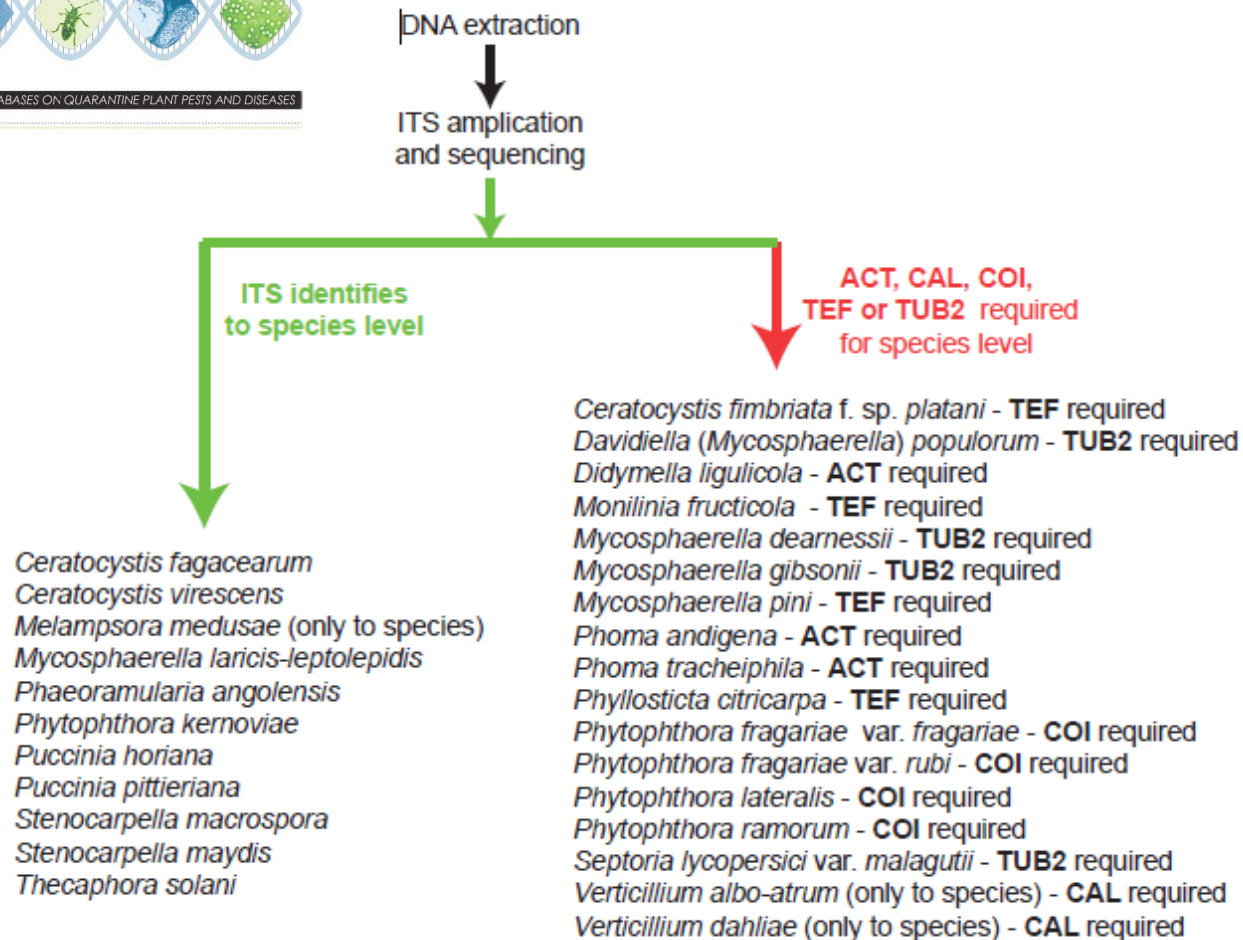 DNA extraction
ABASES ON QUARANTINE PLANT PESTS AND DISEASES
ITS amplication
and sequencing
ITS identifies
to species level
ACT, CAL, COI,
TEF or TUB2 required
for species level
Ceratocystis fagacearum
Ceratocystis virescens
Melampsora medusae (only to species)
Mycosphaerella laricis-leptolepidis
Phaeoramularia angolensis
Phytophthora kernoviae
Puccinia horiana
Puccinia pittieriana
Stenocarpella macrospora
Stenocarpella maydis
Thecaphora solani
Ceratocystis fimbriata f. sp. platani - TEF required
Davidiella (Mycosphaerella) populorum - TUB2 required
Didymella ligulicola - ACT required
Monilinia fructicola - TEF required
Mycosphaerella dearnessii - TUB2 required
Mycosphaerella gibsonii - TUB2 required
Mycosphaerella pini - TEF required
Phoma andigena - ACT required
Phoma tracheiphila - ACT required
Phyllosticta citricarpa - TEF required
Phytophthora fragariae var. fragariae - COI required
Phytophthora fragariae var. rubi - COI required
Phytophthora lateralis - COI required
Phytophthora ramorum - COI required
Septoria lycopersici var. malagutii - TUB2 required
Verticillium albo-atrum (only to species) - CAL required
Verticillium dahliae (only to species) - CAL required